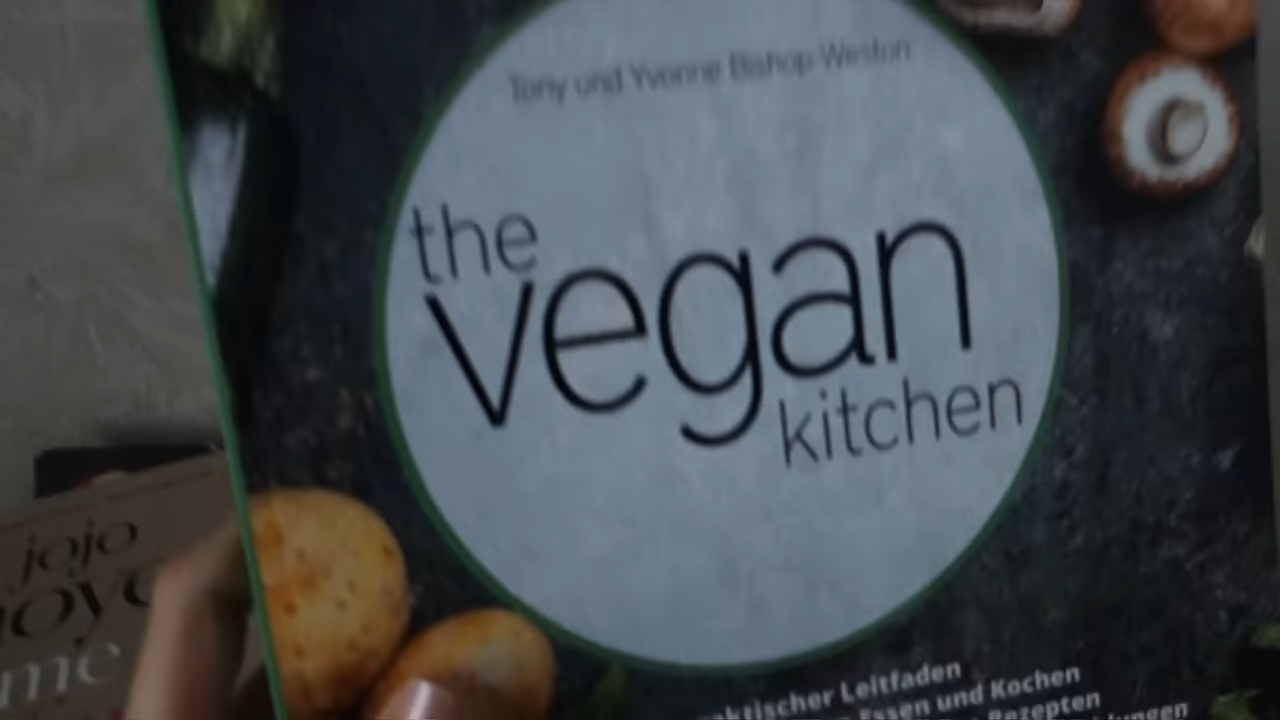 Tony und Yvonne Bishop-Weston
the
vegan
kitchen
Leitfaden
Essen und Kochen
Rezepten
jojo